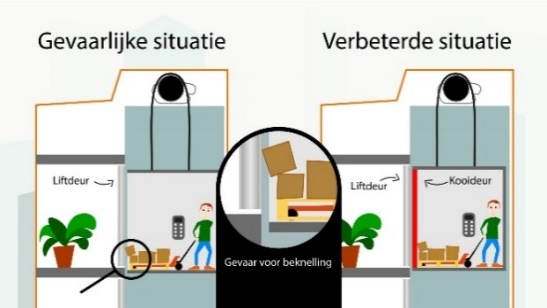 Gevaarlijke situatie
Verbeterde situatie
Liftdeur
Gevaar voor beknelling
Liftdeur
Kooideur